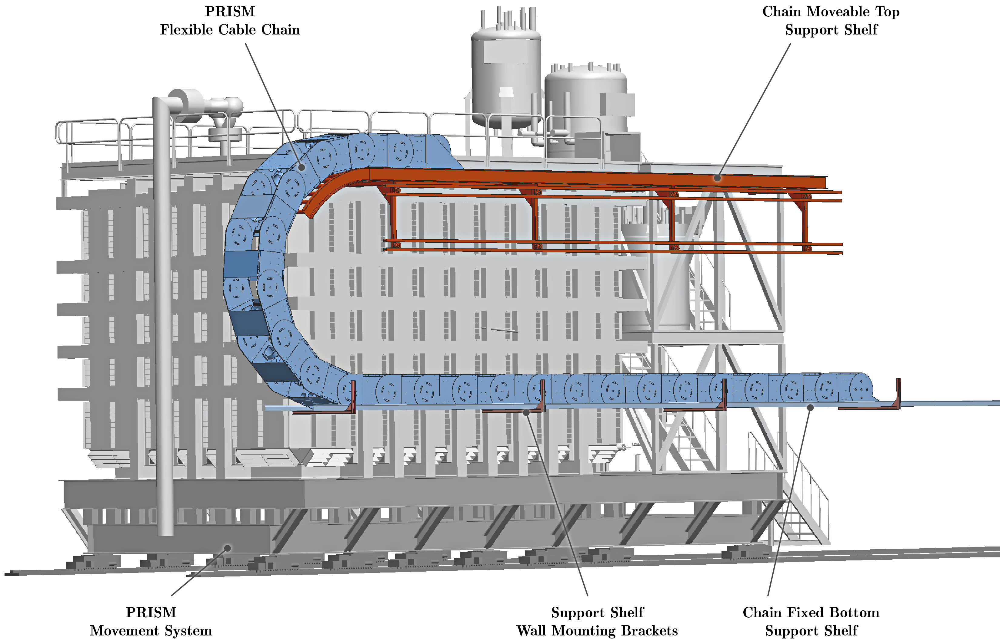 PRISM
Flexible Cable Chain
Chain Moveable Top
Support Shelf
PRISM
Movement System
Support Shelf
Wall Mounting Brackets
Chain Fixed Bottom
Support Shelf